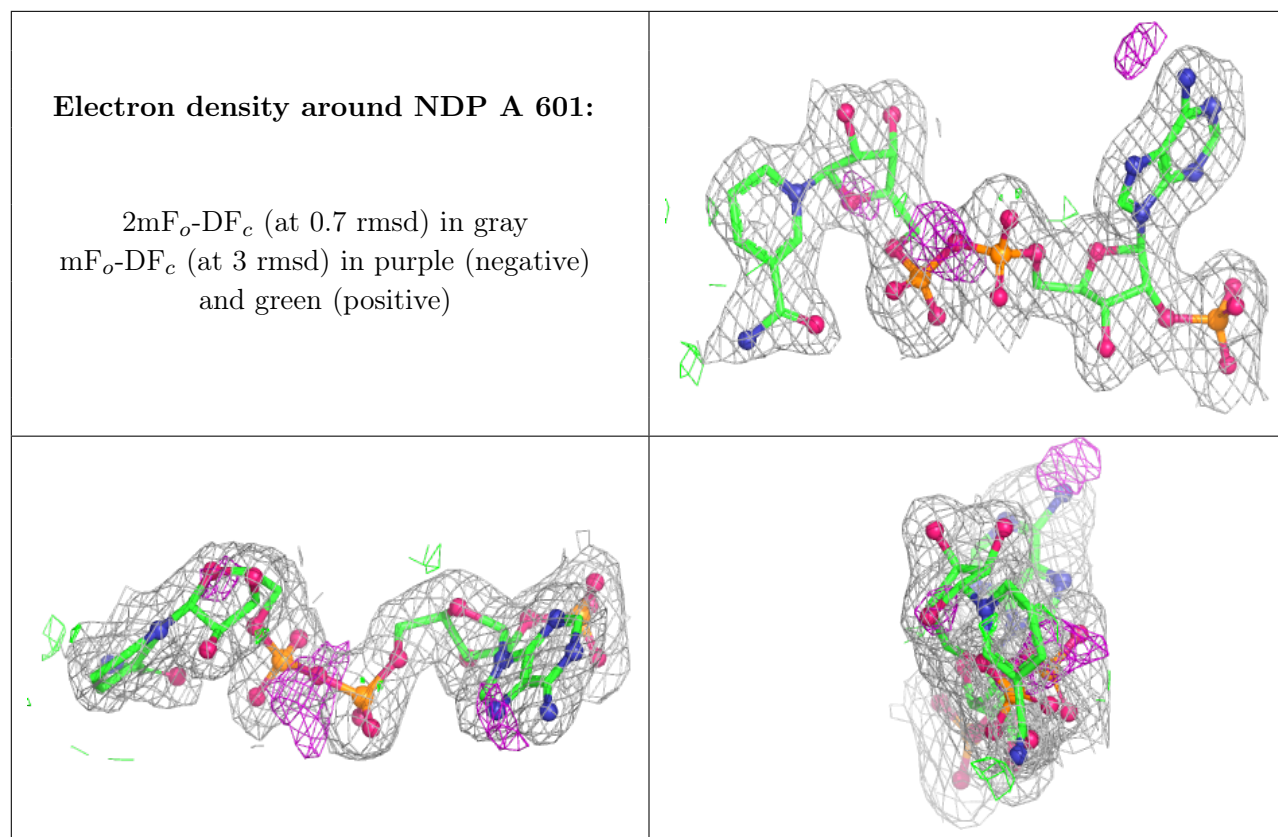 Electron density around NDP A 601:
2mFo-DFc (at 0.7 rmsd) in gray
mFo-DFc (at 3 rmsd) in purple (negative)
and green (positive)